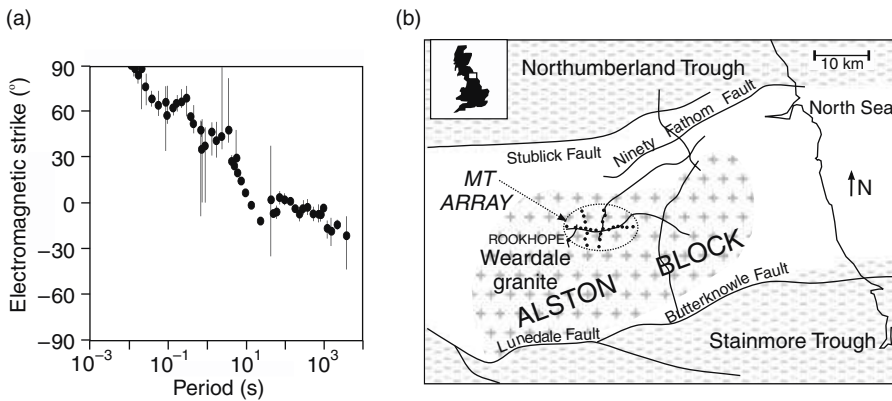 (a)
90
60
30
0
−30
−60
−90
Electromagnetic strike (°)
10−3
10−1
101
103
Period (s)
(b)
10 km
Northumberland Trough
North Sea
Ninety Fathom Fault
Stublick Fault
N
MT
ARRAY
ROOKHOPE
Weardale
granite
ALSTON BLOCK
Butterknowle Fault
Lunedale Fault
Stainmore Trough